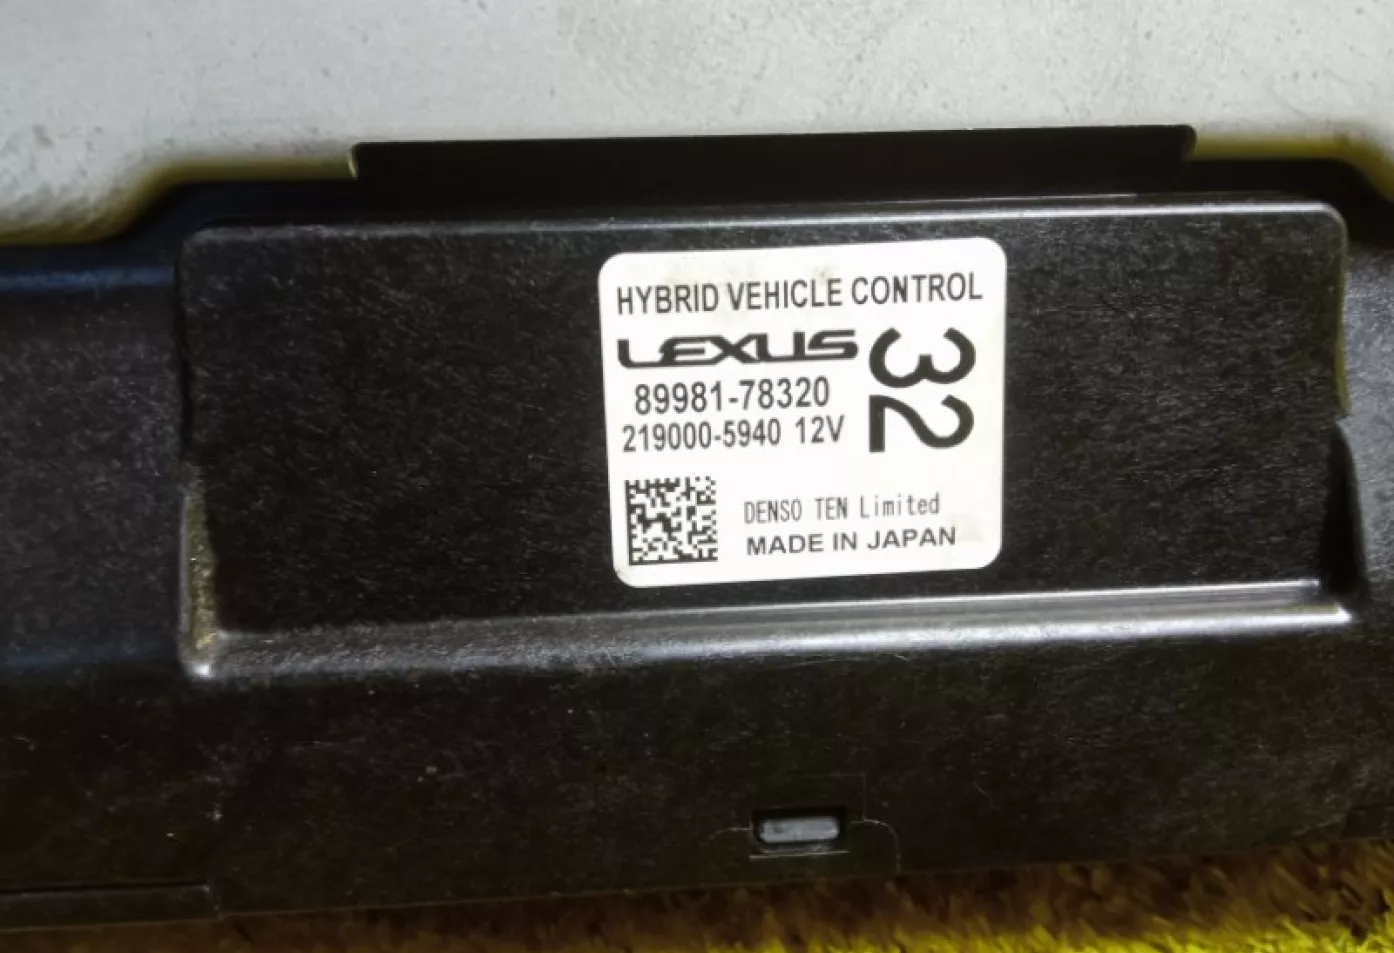 HYBRID VEHICLE CONTROL
LEXUS
32
89981-78320
219000-5940 12V
DENSO TEN Limited
MADE IN JAPAN